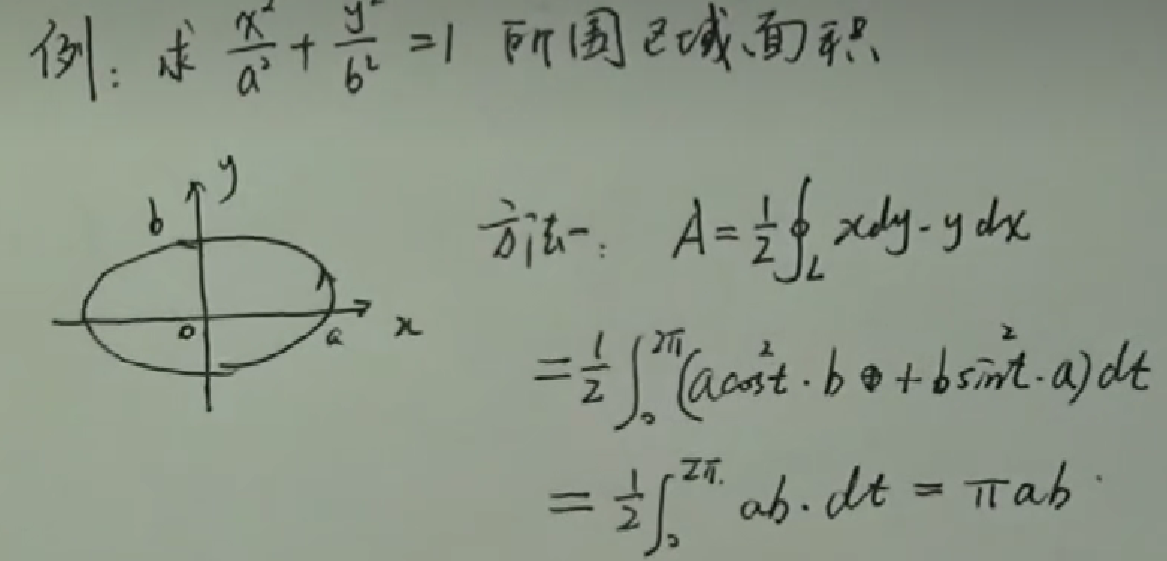 例: 求 x²/a² + y²/b² =1 所围区域面积
y
b
o
a
x
方法一: A = 1/2 ∮_L xdy - ydx
= 1/2 ∫₀^2π (acos²t · b + bsin²t · a) dt
= 1/2 ∫₀^2π ab · dt = πab